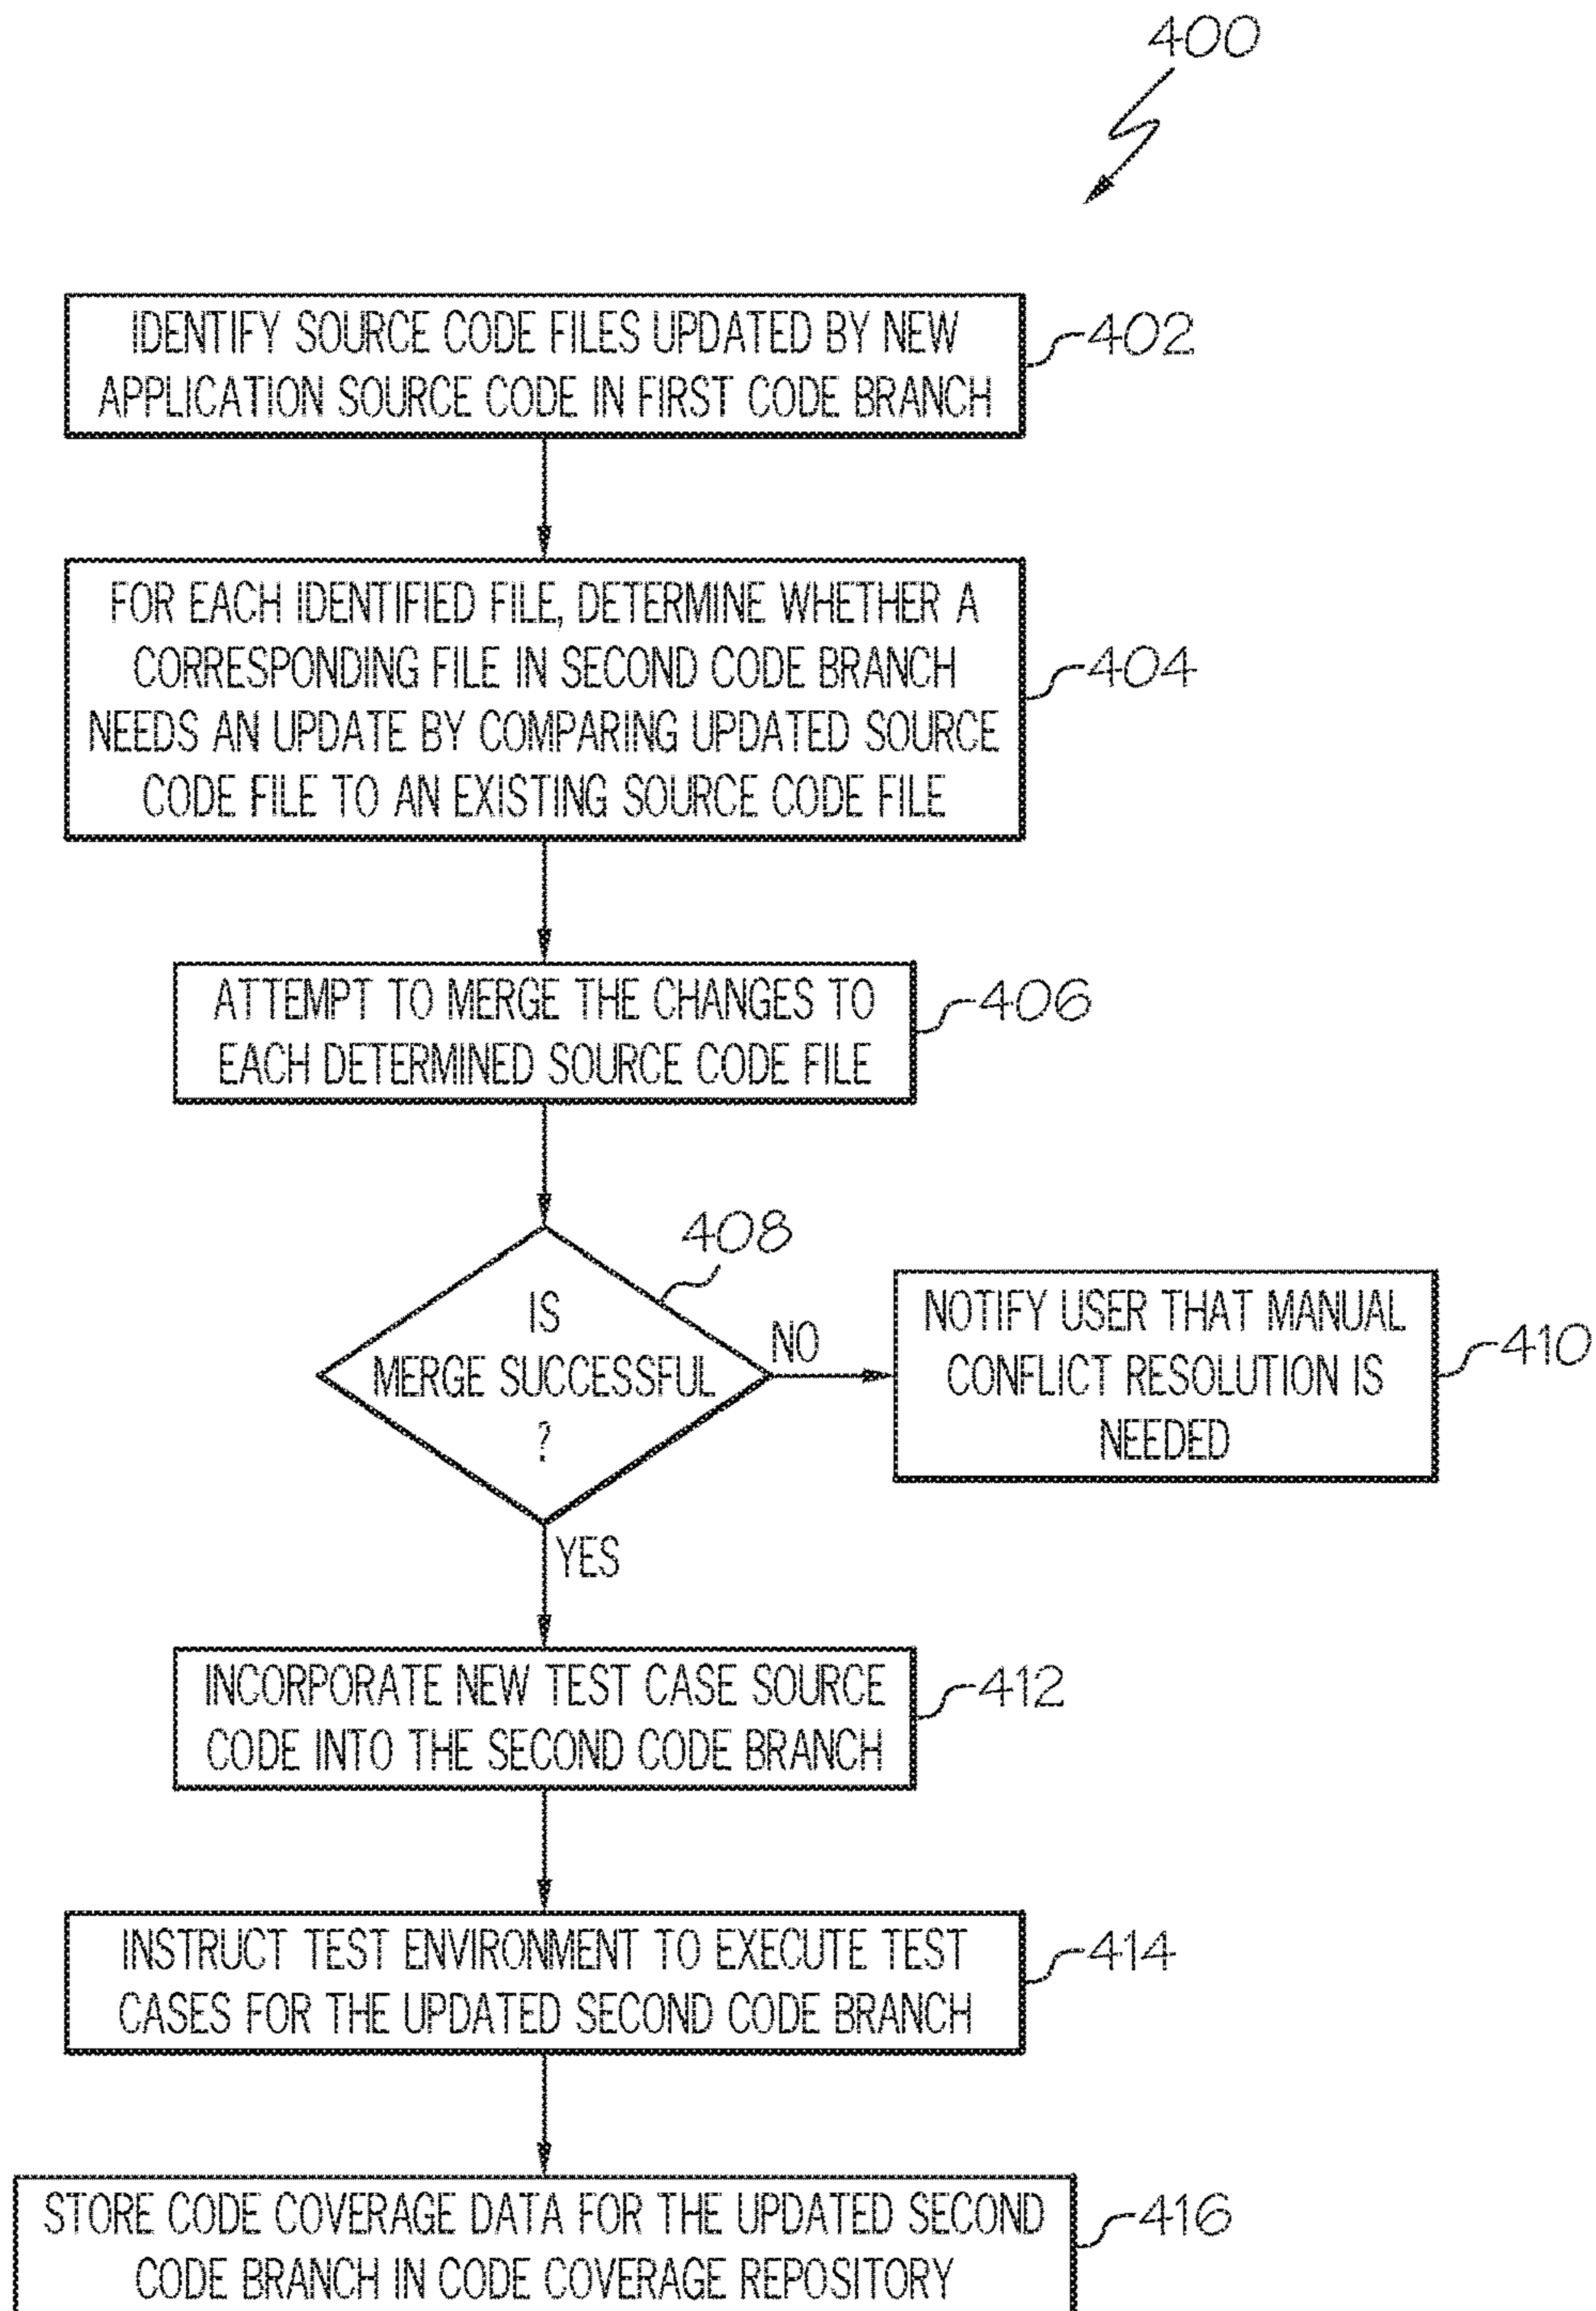 400
IDENTIFY SOURCE CODE FILES UPDATED BY NEW
APPLICATION SOURCE CODE IN FIRST CODE BRANCH
402
FOR EACH IDENTIFIED FILE, DETERMINE WHETHER A
CORRESPONDING FILE IN SECOND CODE BRANCH
NEEDS AN UPDATE BY COMPARING UPDATED SOURCE
CODE FILE TO AN EXISTING SOURCE CODE FILE
404
ATTEMPT TO MERGE THE CHANGES TO
EACH DETERMINED SOURCE CODE FILE
406
408
IS
MERGE SUCCESSFUL
?
NO
NOTIFY USER THAT MANUAL
CONFLICT RESOLUTION IS
NEEDED
410
YES
INCORPORATE NEW TEST CASE SOURCE
CODE INTO THE SECOND CODE BRANCH
412
INSTRUCT TEST ENVIRONMENT TO EXECUTE TEST
CASES FOR THE UPDATED SECOND CODE BRANCH
414
STORE CODE COVERAGE DATA FOR THE UPDATED SECOND
CODE BRANCH IN CODE COVERAGE REPOSITORY
416